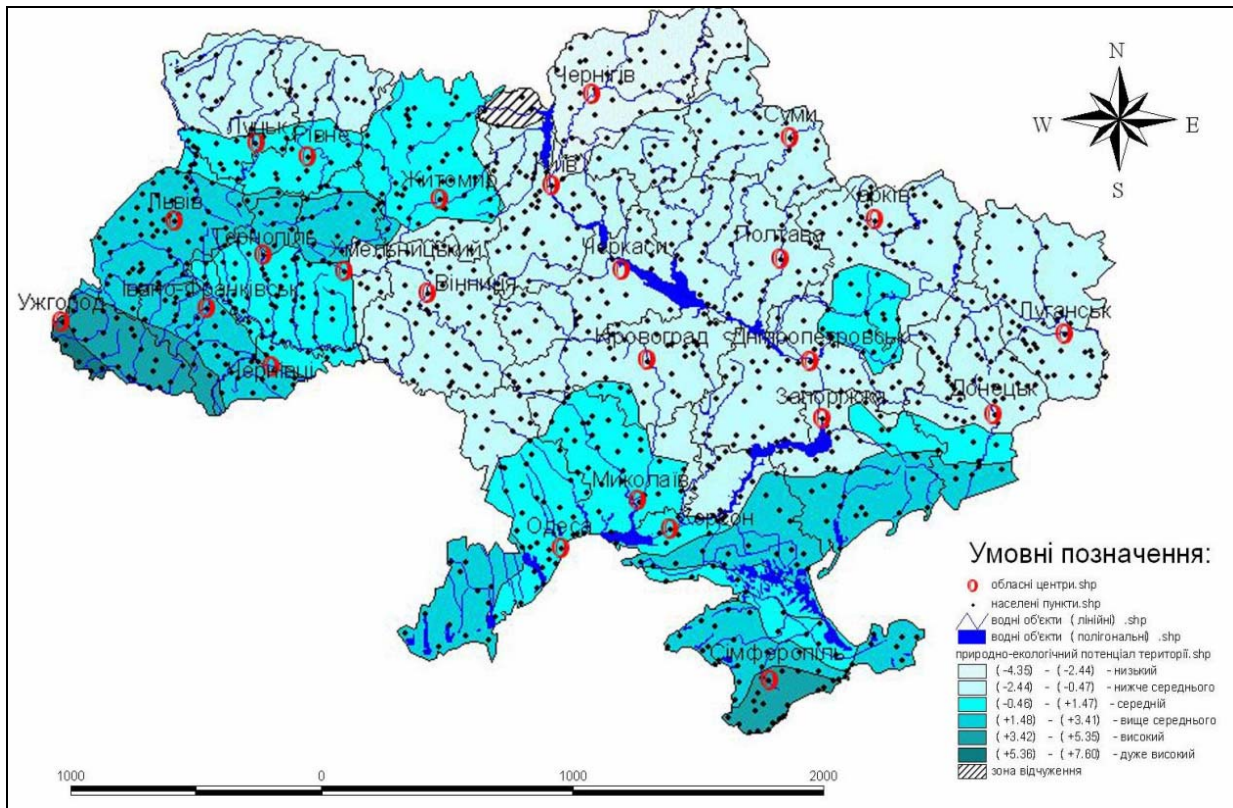 N
Чернігів
Суми
W
E
Луцьк
Рівне
S
Київ
Житомир
Харків
Львів
Тернопіль
Хмельницький
Черкаси
Полтава
Івано-Франківськ
Вінниця
Ужгород
Луганськ
Кіровоград
Дніпропетровськ
Чернівці
Запоріжжя
Донецьк
Миколаїв
Одеса
Херсон
Сімферополь
Умовні позначення:
обласні центри.shp
населені пункти.shp
водні об'єкти ( лінійні) .shp
водні об'єкти ( полігональні) .shp
природно-екологічний потенціал території.shp
( -4.35) - ( -2.44) - низький
( -2.44) - ( -0.47) - нижче середнього
( -0.46) - ( +1.47) - середній
( +1.48) - ( +3.41) - вище середнього
( +3.42) - ( +5.35) - високий
( +5.36) - ( +7.60) - дуже високий
зона відчуження
1000 0 1000 2000